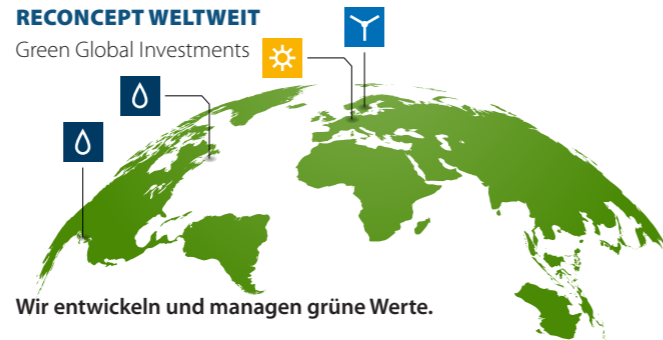 RECONCEPT WELTWEIT
Green Global Investments
Wir entwickeln und managen grüne Werte.